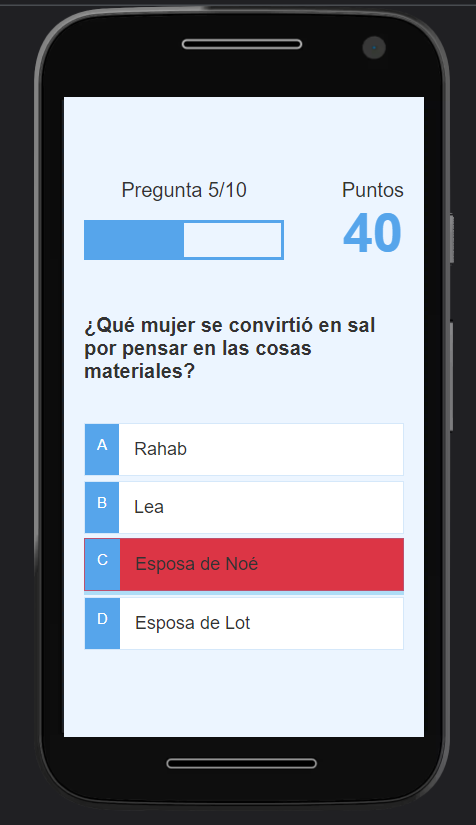 Pregunta 5/10
Puntos
40
¿Qué mujer se convirtió en sal
por pensar en las cosas
materiales?
A Rahab
B Lea
C Esposa de Noé
D Esposa de Lot